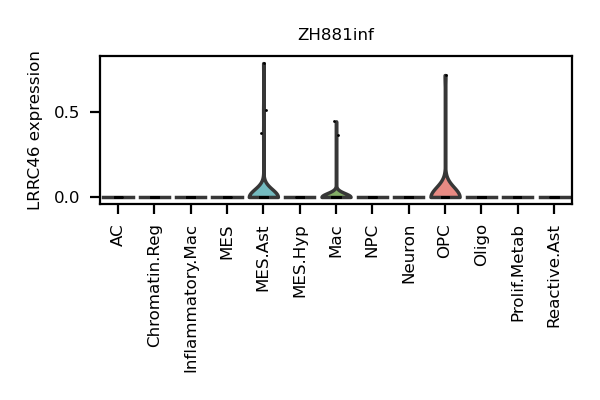 ZH881inf
LRRC46 expression
0.5
0.0
AC
Chromatin.Reg
Inflammatory.Mac
MES
MES.Ast
MES.Hyp
Mac
NPC
Neuron
OPC
Oligo
Prolif.Metab
Reactive.Ast